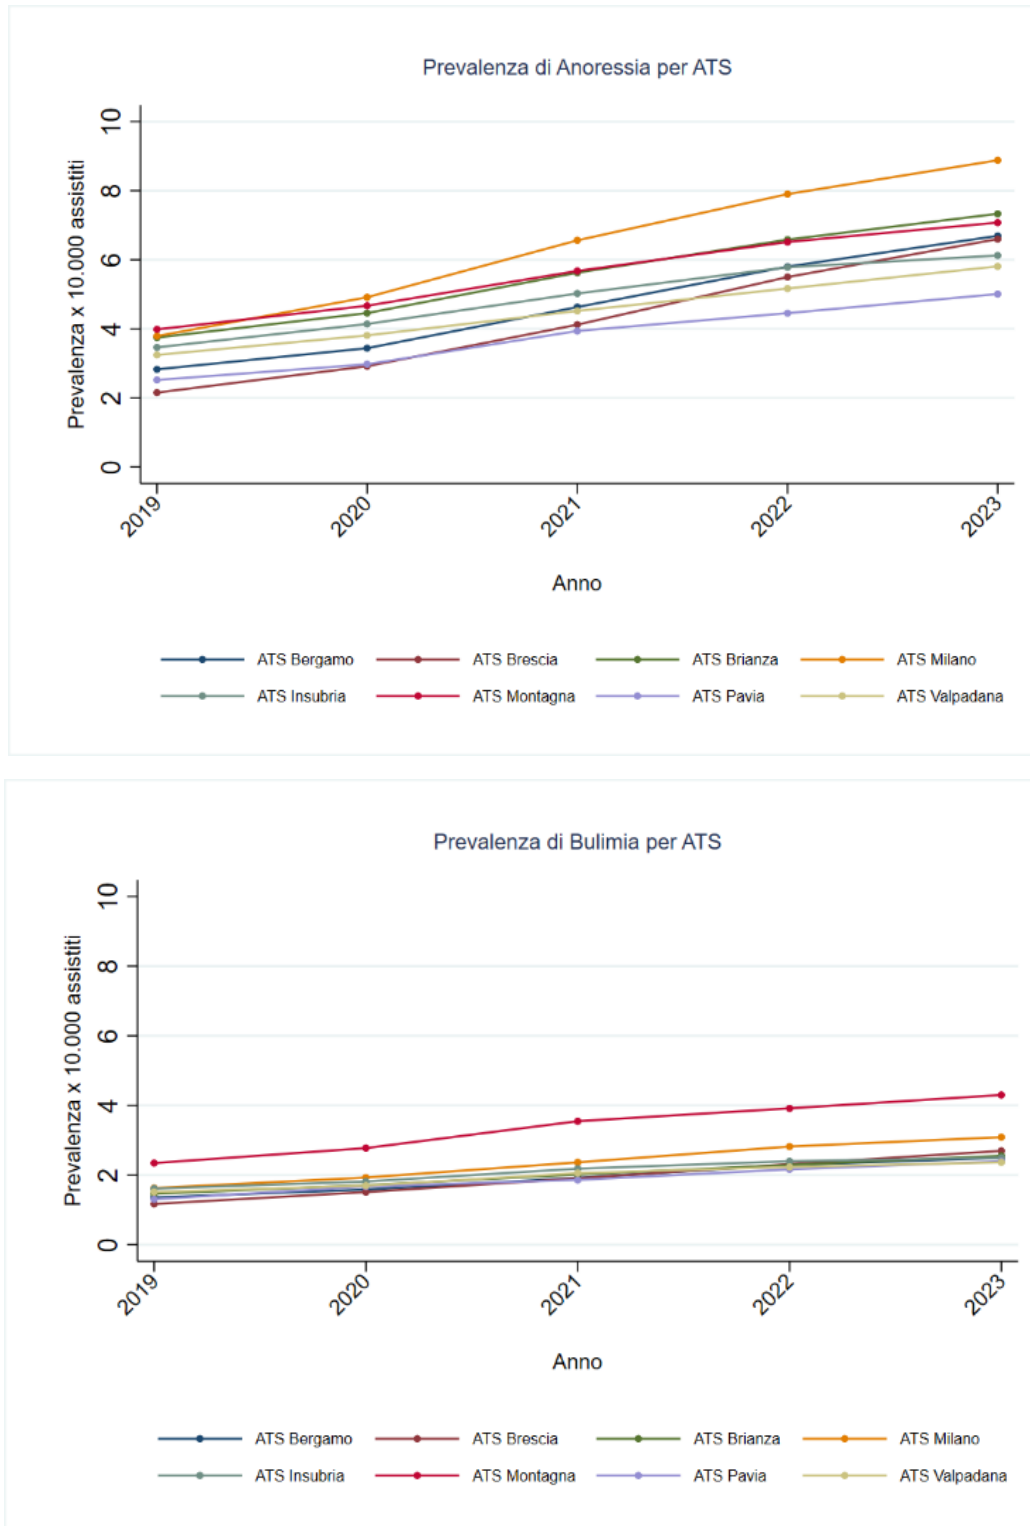 Prevalenza di Anoressia per ATS
Prevalenza x 10.000 assistiti
10
8
6
4
2
0
2019 2020 2021 2022 2023
Anno
ATS Bergamo ATS Brescia ATS Brianza ATS Milano
ATS Insubria ATS Montagna ATS Pavia ATS Valpadana
Prevalenza di Bulimia per ATS
Prevalenza x 10.000 assistiti
10
8
6
4
2
0
2019 2020 2021 2022 2023
Anno
ATS Bergamo ATS Brescia ATS Brianza ATS Milano
ATS Insubria ATS Montagna ATS Pavia ATS Valpadana